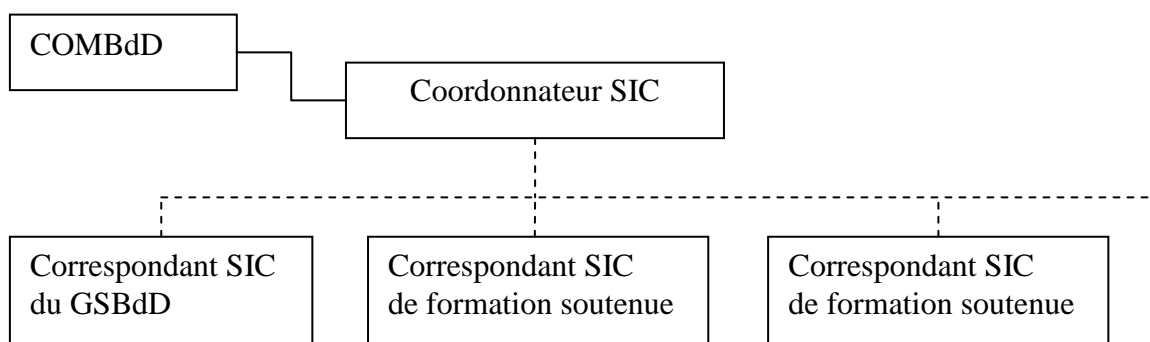 COMBdD
Coordonnateur SIC
Correspondant SIC
du GSBdD
Correspondant SIC
de formation soutenue
Correspondant SIC
de formation soutenue